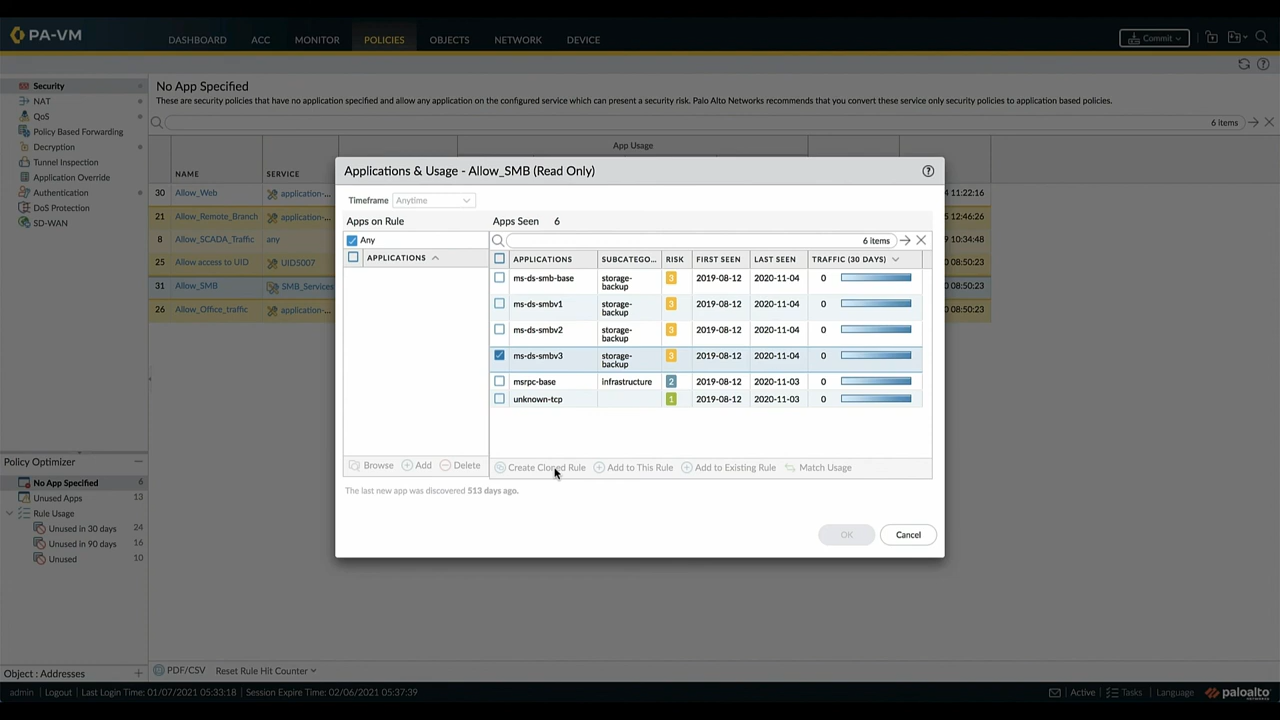 PA-VM
DASHBOARD ACC MONITOR POLICIES OBJECTS NETWORK DEVICE
Commit
Security
NAT
QoS
Policy Based Forwarding
Decryption
Tunnel Inspection
Application Override
Authentication
DoS Protection
SD-WAN
No App Specified
These are security policies that have no application specified and allow any application on the configured service which can present a security risk. Palo Alto Networks recommends that you convert these service only security policies to application based policies.
6 items
App Usage
NAME SERVICE
30 Allow_Web application-... 11:22:16
21 Allow_Remote_Branch application-... 12:46:26
8 Allow_SCADA_Traffic any 10:34:48
25 Allow access to UID UID5007 08:50:23
31 Allow_SMB SMB_Services 08:50:23
26 Allow_Office_traffic application-... 08:50:23
Applications & Usage - Allow_SMB (Read Only)
Timeframe Anytime
Apps on Rule
Any
APPLICATIONS
Browse Add Delete
Apps Seen 6
6 items
APPLICATIONS SUBCATEGO... RISK FIRST SEEN LAST SEEN TRAFFIC (30 DAYS)
ms-ds-smb-base storage-backup 3 2019-08-12 2020-11-04 0
ms-ds-smbv1 storage-backup 3 2019-08-12 2020-11-04 0
ms-ds-smbv2 storage-backup 3 2019-08-12 2020-11-04 0
ms-ds-smbv3 storage-backup 3 2019-08-12 2020-11-04 0
msrpc-base infrastructure 2 2019-08-12 2020-11-03 0
unknown-tcp 1 2019-08-12 2020-11-03 0
Create Cloned Rule Add to This Rule Add to Existing Rule Match Usage
The last new app was discovered 513 days ago.
OK Cancel
Policy Optimizer
No App Specified 6
Unused Apps 13
Rule Usage
Unused in 30 days 24
Unused in 90 days 16
Unused 10
Object : Addresses
PDF/CSV Reset Rule Hit Counter
admin | Logout | Last Login Time: 01/07/2021 05:33:18 | Session Expire Time: 02/06/2021 05:37:39
Active Tasks Language paloalto
NETWORKS